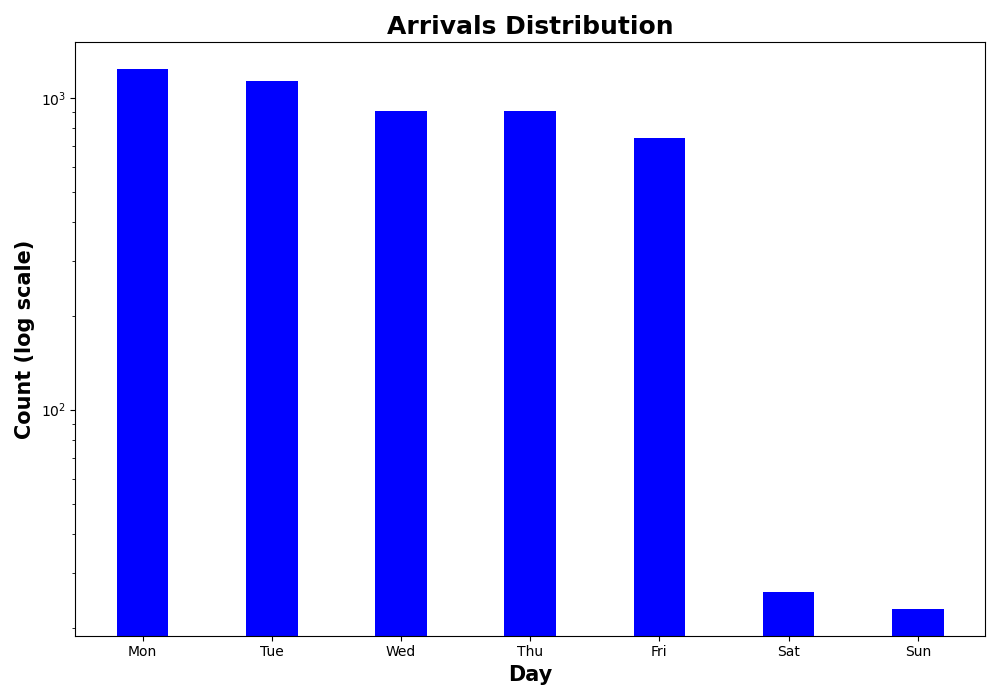 Arrivals Distribution
Count (log scale)
10³
10²
Mon Tue Wed Thu Fri Sat Sun
Day